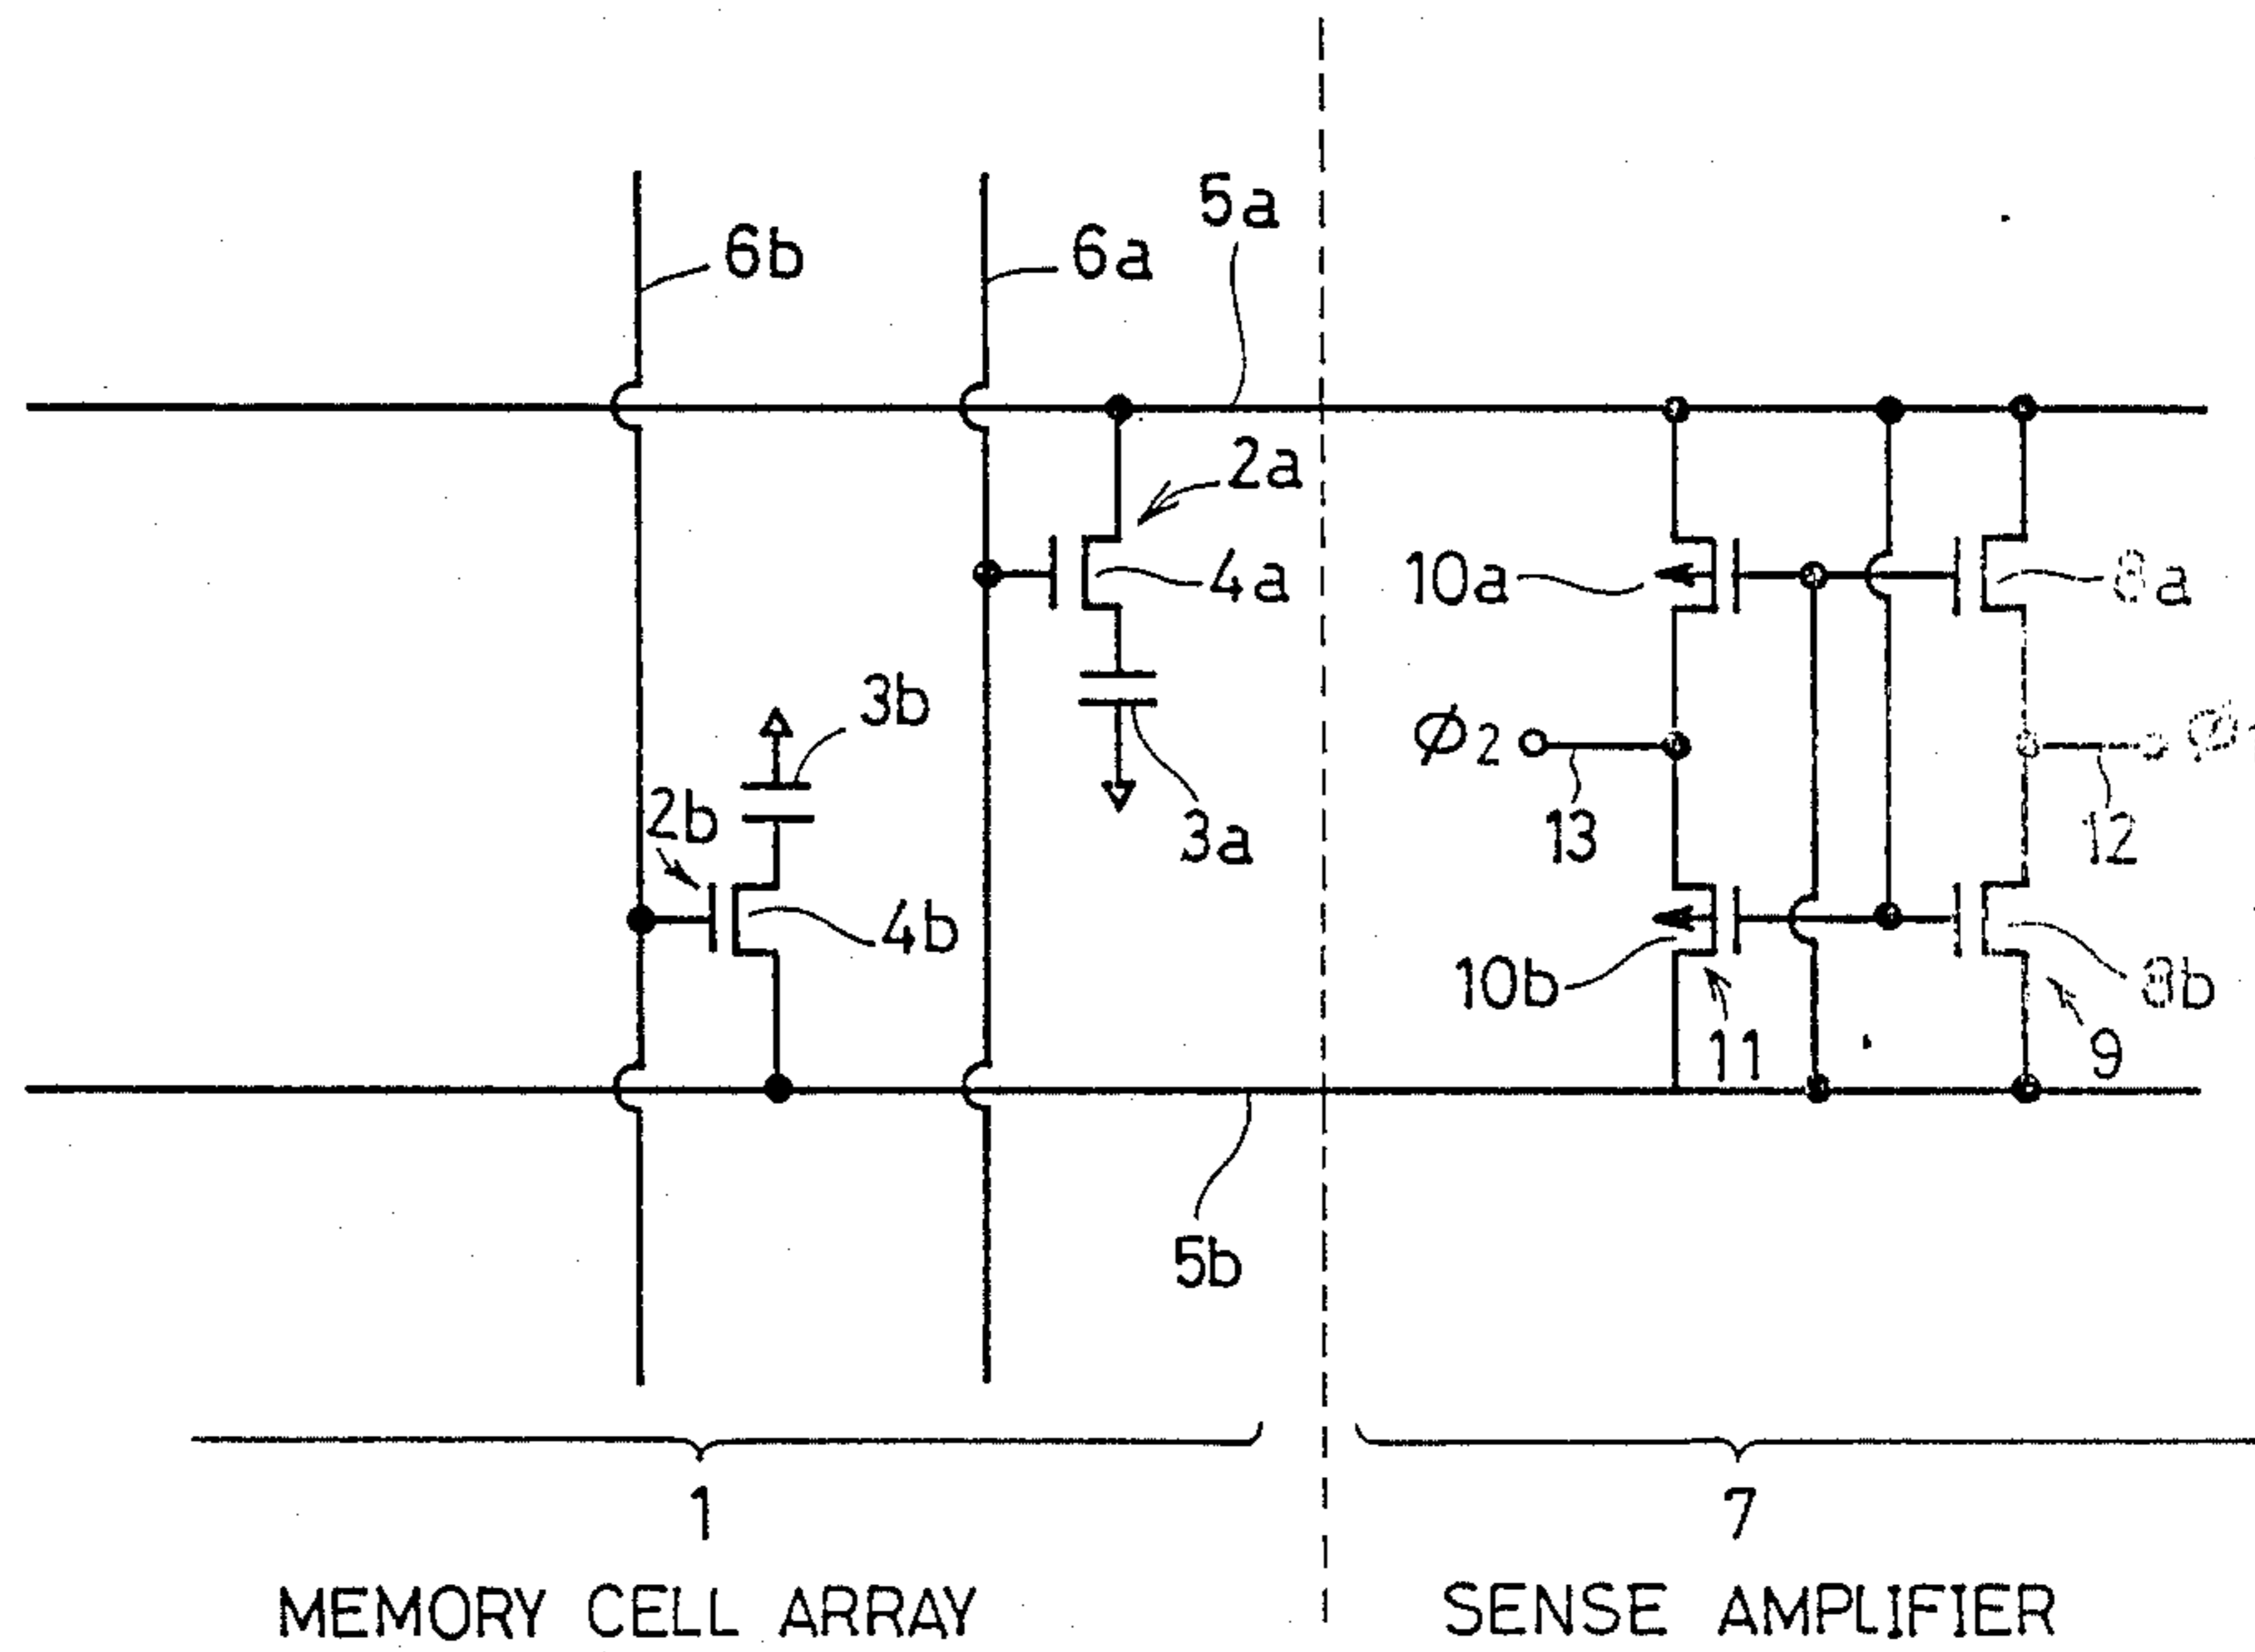 5a
6b
6a
2a
4a
10a
8a
3b
φ2
2b
3a
13
12
4b
10b
8b
11
9
5b
1
7
MEMORY CELL ARRAY
SENSE AMPLIFIER